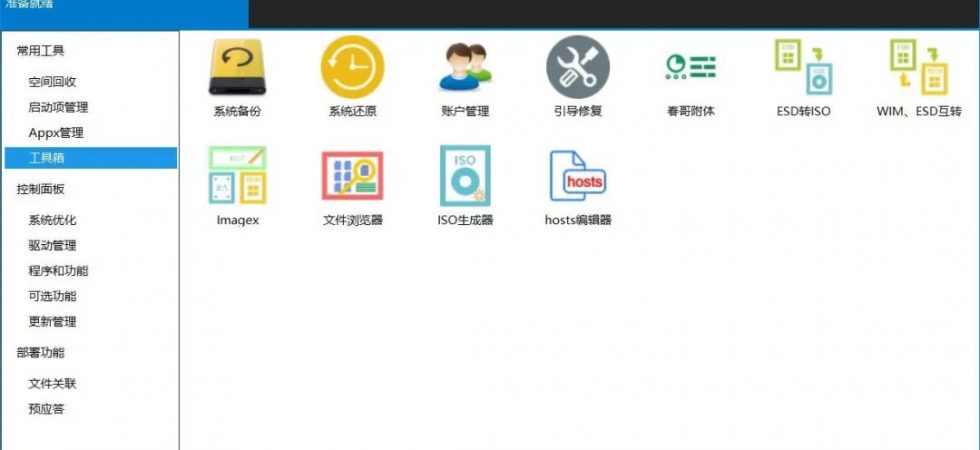 准备就绪
常用工具
空间回收
启动项管理
Appx管理
工具箱
控制面板
系统优化
驱动管理
程序和功能
可选功能
更新管理
部署功能
文件关联
预应答
系统备份
系统还原
账户管理
引导修复
春哥附体
ESD转ISO
WIM、ESD互转
Imagex
文件浏览器
ISO生成器
hosts编辑器
ESD
ISO
hosts